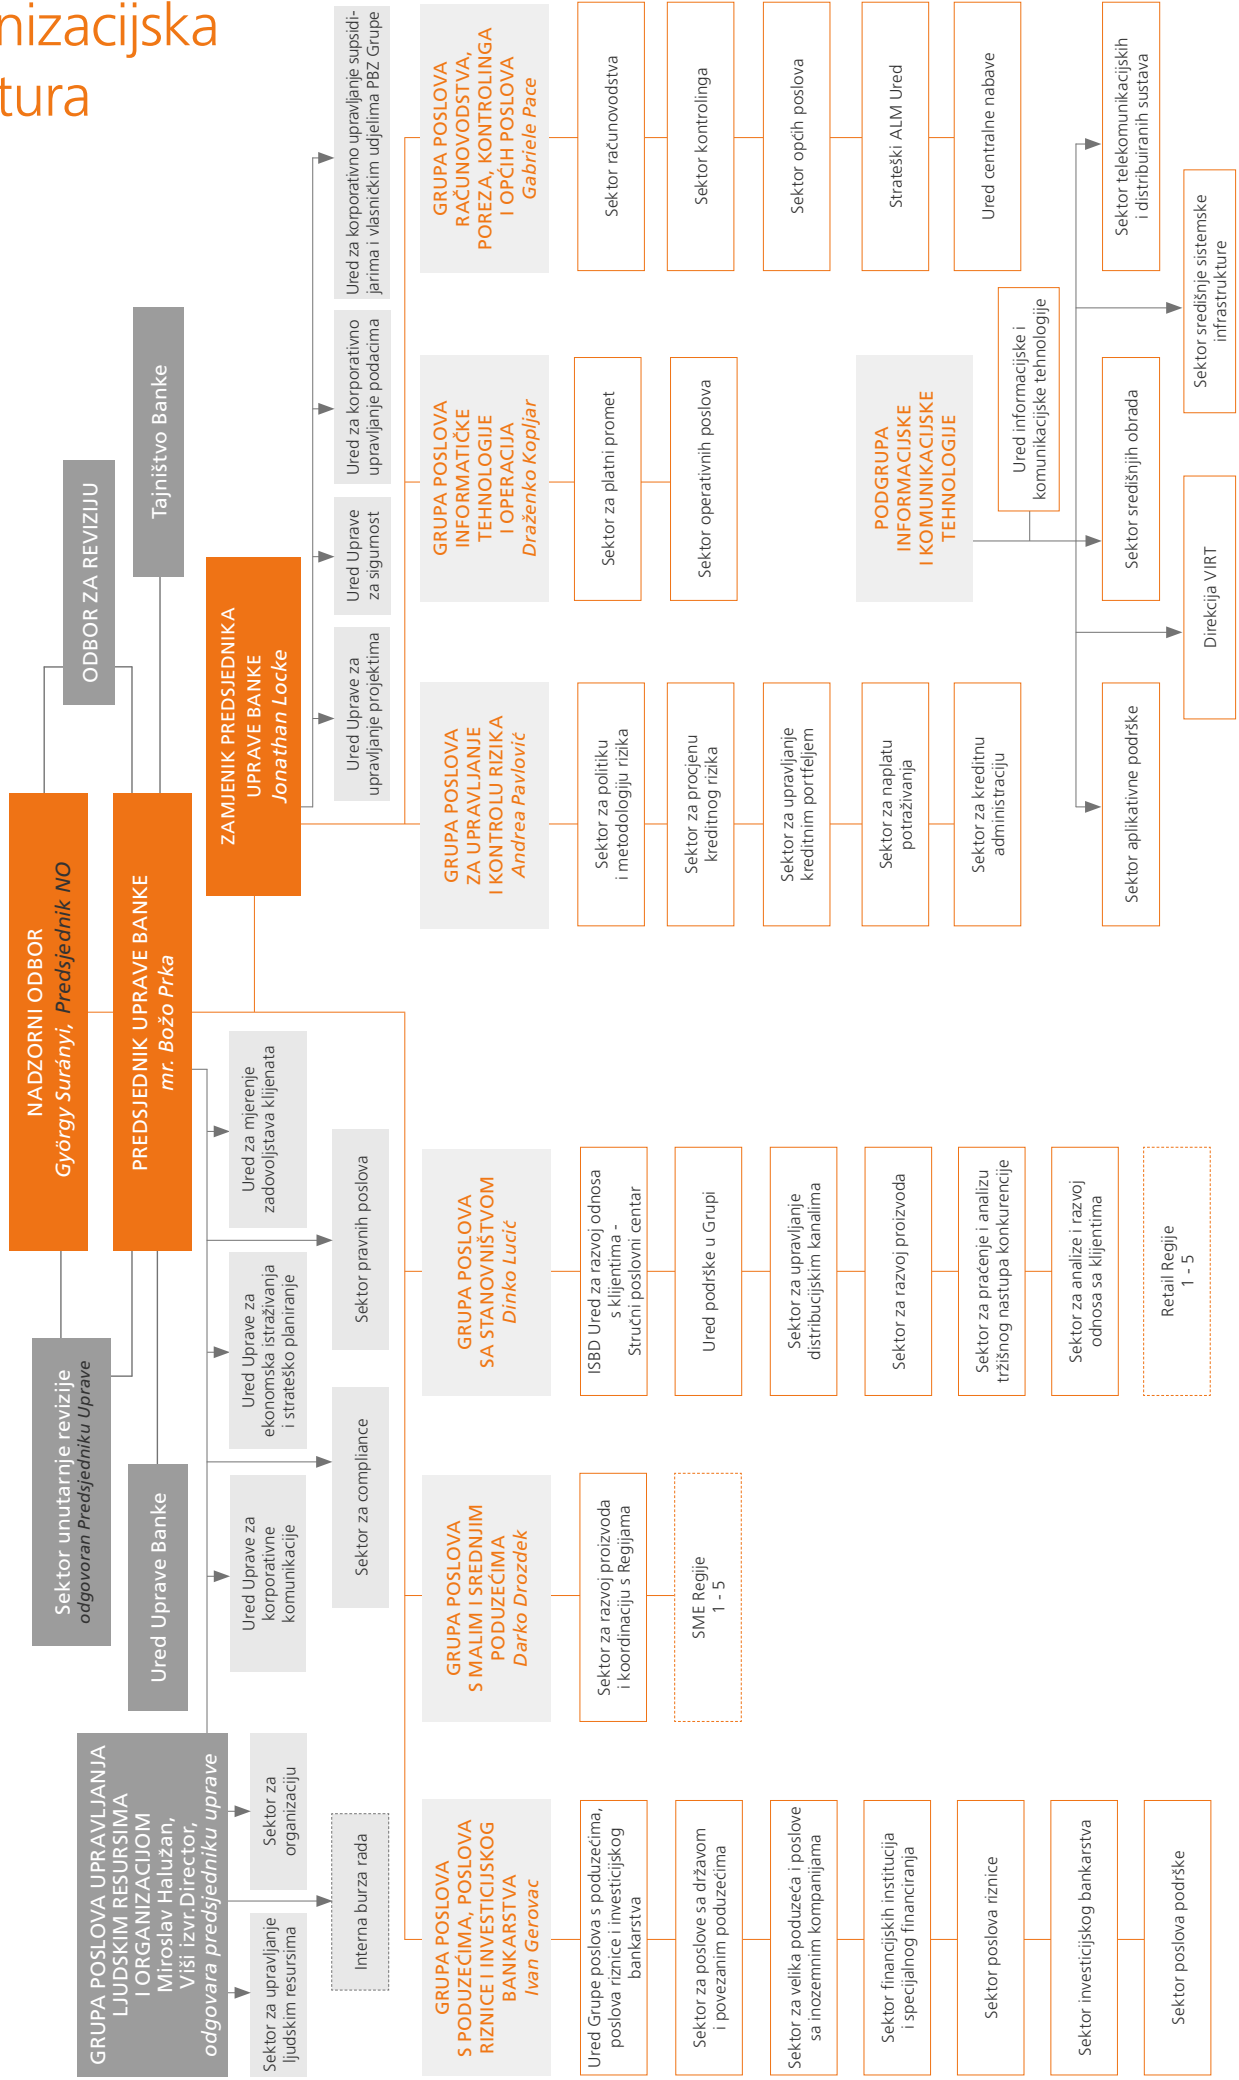 nizacijska
tura
NADZORNI ODBOR
György Surányi, Predsjednik NO
ODBOR ZA REVIZIJU
Sektor unutarnje revizije
odgovoran Predsjedniku Uprave
PREDSJEDNIK UPRAVE BANKE
mr. Božo Prka
Tajništvo Banke
Ured Uprave Banke
GRUPA POSLOVA UPRAVLJANJA
LJUDSKIM RESURSIMA
I ORGANIZACIJOM
Miroslav Halužan,
Viši izvr.Director,
odgovara predsjedniku uprave
Sektor za upravljanje
ljudskim resursima
Sektor za
organizaciju
Interna burza rada
Ured Uprave za
korporativne
komunikacije
Ured Uprave za
ekonomska istraživanja
i strateško planiranje
Ured za mjerenje
zadovoljstava klijenata
Sektor za compliance
Sektor pravnih poslova
ZAMJENIK PREDSJEDNIKA
UPRAVE BANKE
Jonathan Locke
Ured Uprave za
upravljanje projektima
Ured Uprave
za sigurnost
Ured za korporativno
upravljanje podacima
Ured za korporativno upravljanje supsidi-
jarima i vlasničkim udjelima PBZ Grupe
GRUPA POSLOVA
S PODUZEĆIMA, POSLOVA
RIZNICE I INVESTICIJSKOG
BANKARSTVA
Ivan Gerovac
Ured Grupe poslova s poduzećima,
poslova riznice i investicijskog
bankarstva
Sektor za poslove sa državom
i povezanim poduzećima
Sektor za velika poduzeća i poslove
sa inozemnim kompanijama
Sektor financijskih institucija
i specijalnog financiranja
Sektor poslova riznice
Sektor investicijskog bankarstva
Sektor poslova podrške
GRUPA POSLOVA
S MALIM I SREDNJIM
PODUZEĆIMA
Darko Drozdek
Sektor za razvoj proizvoda
i koordinaciju s Regijama
SME Regije
1 - 5
GRUPA POSLOVA
SA STANOVNIŠTVOM
Dinko Lucić
ISBD Ured za razvoj odnosa
s klijentima -
Stručni poslovni centar
Ured podrške u Grupi
Sektor za upravljanje
distribucijskim kanalima
Sektor za razvoj proizvoda
Sektor za praćenje i analizu
tržišnog nastupa konkurencije
Sektor za analize i razvoj
odnosa sa klijentima
Retail Regije
1 - 5
GRUPA POSLOVA
ZA UPRAVLJANJE
I KONTROLU RIZIKA
Andrea Pavlović
Sektor za politiku
i metodologiju rizika
Sektor za procjenu
kreditnog rizika
Sektor za upravljanje
kreditnim portfeljem
Sektor za naplatu
potraživanja
Sektor za kreditnu
administraciju
GRUPA POSLOVA
INFORMATIČKE
TEHNOLOGIJE
I OPERACIJA
Draženko Kopljar
Sektor za platni promet
Sektor operativnih poslova
PODGRUPA
INFORMACIJSKE
I KOMUNIKACIJSKE
TEHNOLOGIJE
Ured informacijske i
komunikacijske tehnologije
Sektor aplikativne podrške
Direkcija VIRT
Sektor središnjih obrada
Sektor središnje sistemske
infrastrukture
Sektor telekomunikacijskih
i distribuiranih sustava
GRUPA POSLOVA
RAČUNOVODSTVA,
POREZA, KONTROLINGA
I OPĆIH POSLOVA
Gabriele Pace
Sektor računovodstva
Sektor kontrolinga
Sektor općih poslova
Strateški ALM Ured
Ured centralne nabave